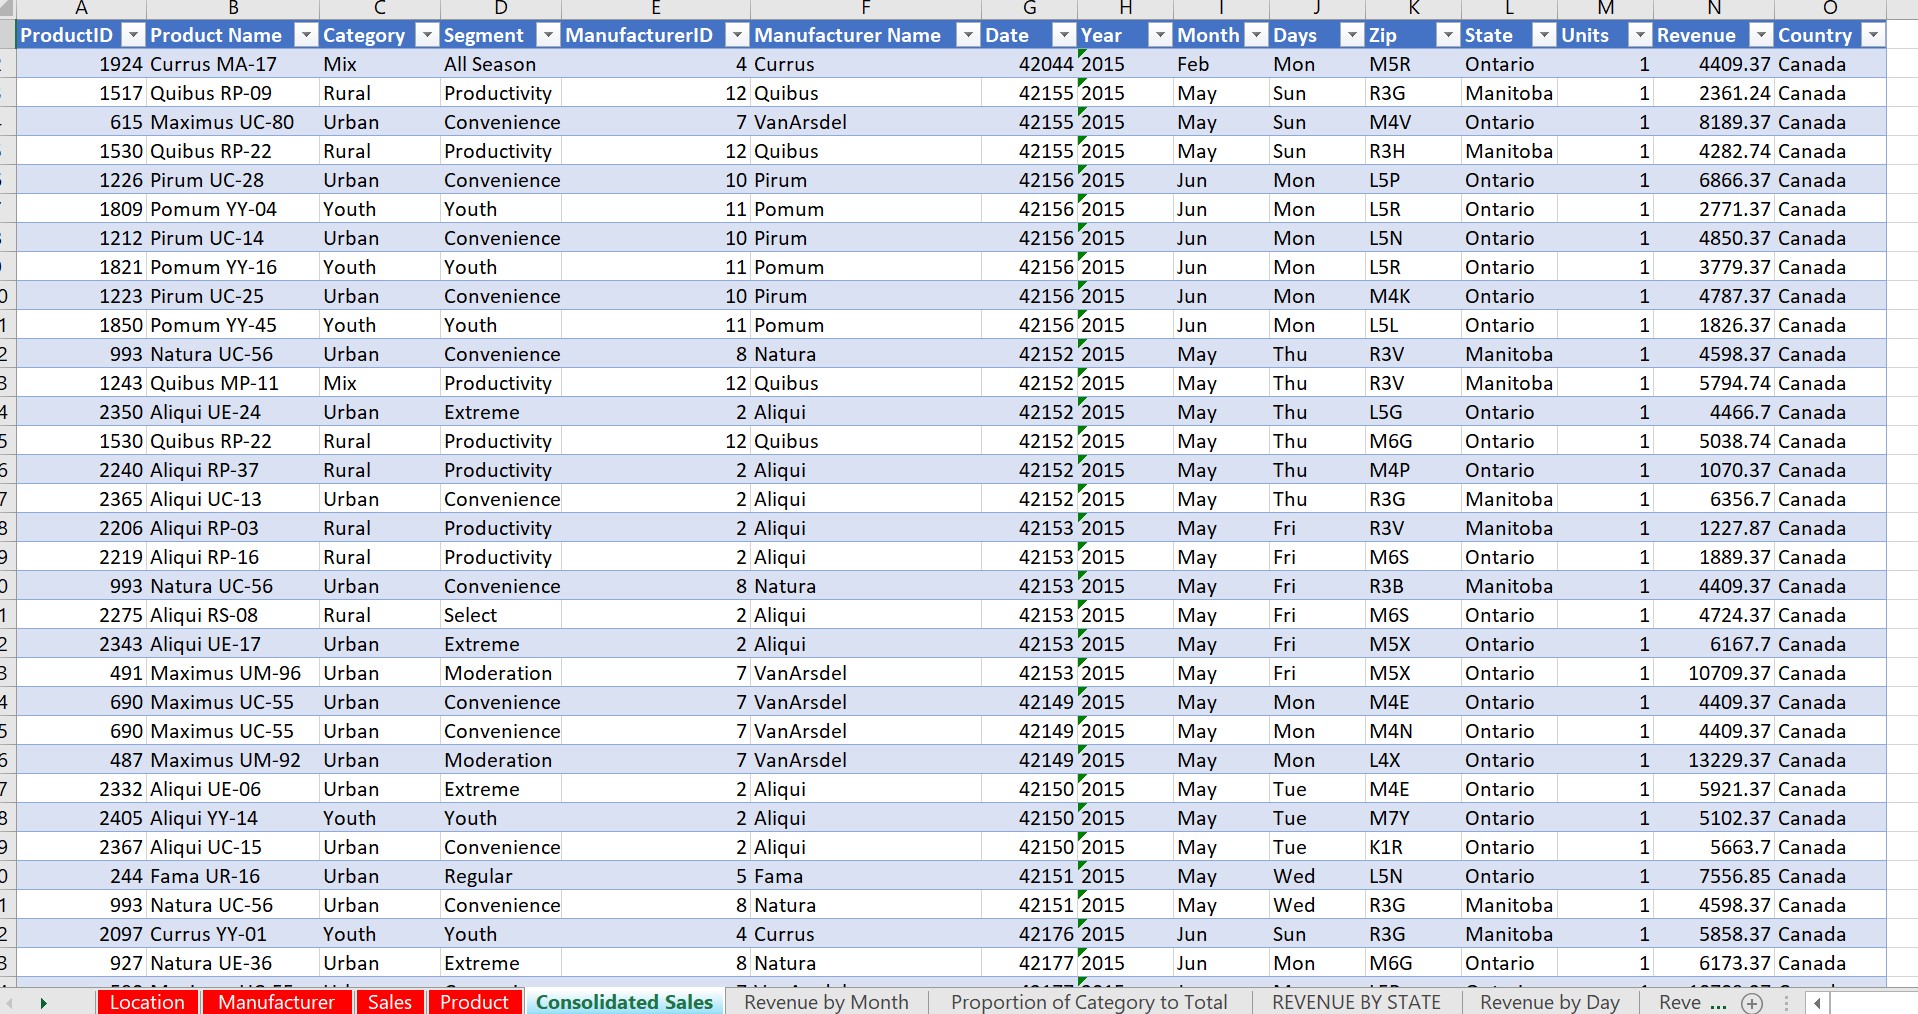 A B C D E F G H I J K L M N O
ProductID Product Name Category Segment ManufacturerID Manufacturer Name Date Year Month Days Zip State Units Revenue Country
1924 Currus MA-17 Mix All Season 4 Currus 42044 2015 Feb Mon M5R Ontario 1 4409.37 Canada
1517 Quibus RP-09 Rural Productivity 12 Quibus 42155 2015 May Sun R3G Manitoba 1 2361.24 Canada
615 Maximus UC-80 Urban Convenience 7 VanArsdel 42155 2015 May Sun M4V Ontario 1 8189.37 Canada
1530 Quibus RP-22 Rural Productivity 12 Quibus 42155 2015 May Sun R3H Manitoba 1 4282.74 Canada
1226 Pirum UC-28 Urban Convenience 10 Pirum 42156 2015 Jun Mon L5P Ontario 1 6866.37 Canada
1809 Pomum YY-04 Youth Youth 11 Pomum 42156 2015 Jun Mon L5R Ontario 1 2771.37 Canada
1212 Pirum UC-14 Urban Convenience 10 Pirum 42156 2015 Jun Mon L5N Ontario 1 4850.37 Canada
1821 Pomum YY-16 Youth Youth 11 Pomum 42156 2015 Jun Mon L5R Ontario 1 3779.37 Canada
1223 Pirum UC-25 Urban Convenience 10 Pirum 42156 2015 Jun Mon M4K Ontario 1 4787.37 Canada
1850 Pomum YY-45 Youth Youth 11 Pomum 42156 2015 Jun Mon L5L Ontario 1 1826.37 Canada
993 Natura UC-56 Urban Convenience 8 Natura 42152 2015 May Thu R3V Manitoba 1 4598.37 Canada
1243 Quibus MP-11 Mix Productivity 12 Quibus 42152 2015 May Thu R3V Manitoba 1 5794.74 Canada
2350 Aliqui UE-24 Urban Extreme 2 Aliqui 42152 2015 May Thu L5G Ontario 1 4466.7 Canada
1530 Quibus RP-22 Rural Productivity 12 Quibus 42152 2015 May Thu M6G Ontario 1 5038.74 Canada
2240 Aliqui RP-37 Rural Productivity 2 Aliqui 42152 2015 May Thu M4P Ontario 1 1070.37 Canada
2365 Aliqui UC-13 Urban Convenience 2 Aliqui 42152 2015 May Thu R3G Manitoba 1 6356.7 Canada
2206 Aliqui RP-03 Rural Productivity 2 Aliqui 42153 2015 May Fri R3V Manitoba 1 1227.87 Canada
2219 Aliqui RP-16 Rural Productivity 2 Aliqui 42153 2015 May Fri M6S Ontario 1 1889.37 Canada
993 Natura UC-56 Urban Convenience 8 Natura 42153 2015 May Fri R3B Manitoba 1 4409.37 Canada
2275 Aliqui RS-08 Rural Select 2 Aliqui 42153 2015 May Fri M6S Ontario 1 4724.37 Canada
2343 Aliqui UE-17 Urban Extreme 2 Aliqui 42153 2015 May Fri M5X Ontario 1 6167.7 Canada
491 Maximus UM-96 Urban Moderation 7 VanArsdel 42153 2015 May Fri M5X Ontario 1 10709.37 Canada
690 Maximus UC-55 Urban Convenience 7 VanArsdel 42149 2015 May Mon M4E Ontario 1 4409.37 Canada
690 Maximus UC-55 Urban Convenience 7 VanArsdel 42149 2015 May Mon M4N Ontario 1 4409.37 Canada
487 Maximus UM-92 Urban Moderation 7 VanArsdel 42149 2015 May Mon L4X Ontario 1 13229.37 Canada
2332 Aliqui UE-06 Urban Extreme 2 Aliqui 42150 2015 May Tue M4E Ontario 1 5921.37 Canada
2405 Aliqui YY-14 Youth Youth 2 Aliqui 42150 2015 May Tue M7Y Ontario 1 5102.37 Canada
2367 Aliqui UC-15 Urban Convenience 2 Aliqui 42150 2015 May Tue K1R Ontario 1 5663.7 Canada
244 Fama UR-16 Urban Regular 5 Fama 42151 2015 May Wed L5N Ontario 1 7556.85 Canada
993 Natura UC-56 Urban Convenience 8 Natura 42151 2015 May Wed R3G Manitoba 1 4598.37 Canada
2097 Currus YY-01 Youth Youth 4 Currus 42176 2015 Jun Sun R3G Manitoba 1 5858.37 Canada
927 Natura UE-36 Urban Extreme 8 Natura 42177 2015 Jun Mon M6G Ontario 1 6173.37 Canada
Location Manufacturer Sales Product Consolidated Sales Revenue by Month Proportion of Category to Total REVENUE BY STATE Revenue by Day Reve ...